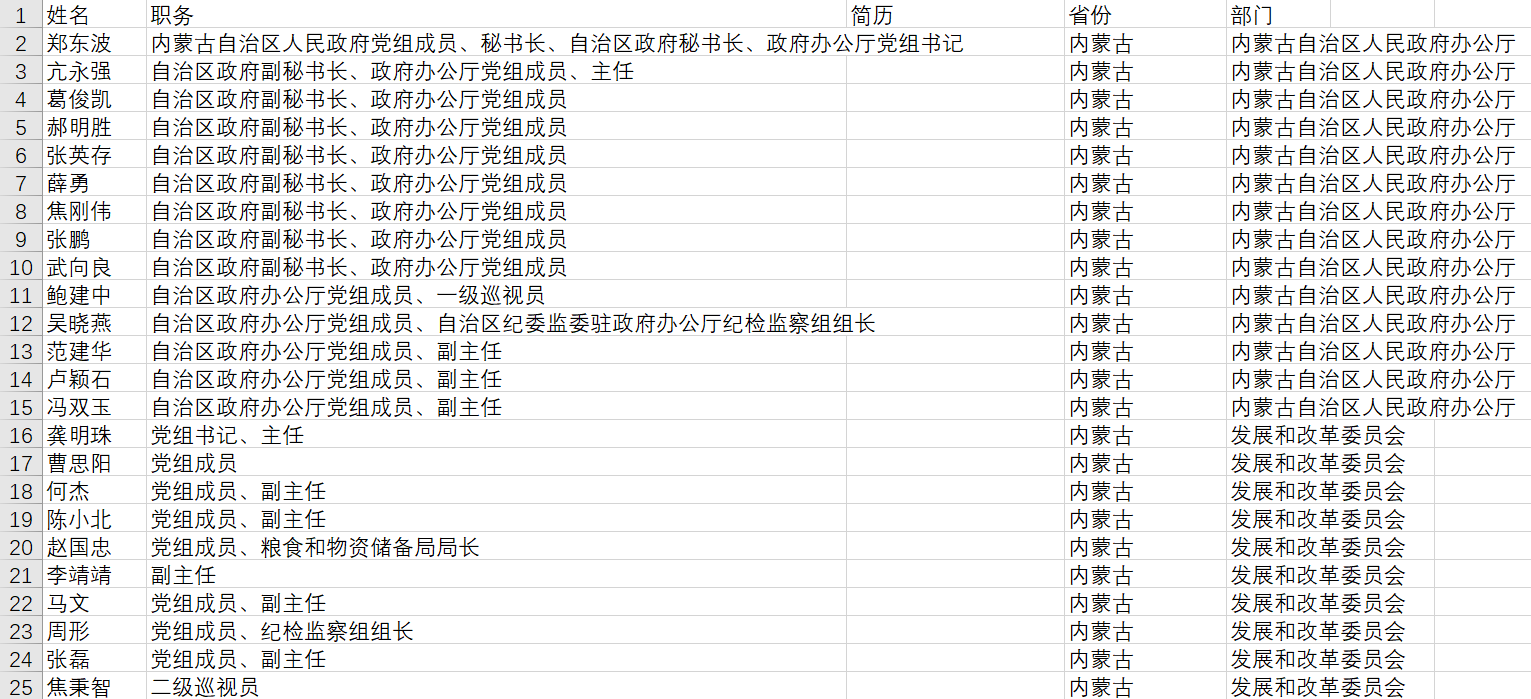 1 姓名 职务 简历 省份 部门
2 郑东波 内蒙古自治区人民政府党组成员、秘书长、自治区政府秘书长、政府办公厅党组书记 内蒙古 内蒙古自治区人民政府办公厅
3 亢永强 自治区政府副秘书长、政府办公厅党组成员、主任 内蒙古 内蒙古自治区人民政府办公厅
4 葛俊凯 自治区政府副秘书长、政府办公厅党组成员 内蒙古 内蒙古自治区人民政府办公厅
5 郝明胜 自治区政府副秘书长、政府办公厅党组成员 内蒙古 内蒙古自治区人民政府办公厅
6 张英存 自治区政府副秘书长、政府办公厅党组成员 内蒙古 内蒙古自治区人民政府办公厅
7 薛勇 自治区政府副秘书长、政府办公厅党组成员 内蒙古 内蒙古自治区人民政府办公厅
8 焦刚伟 自治区政府副秘书长、政府办公厅党组成员 内蒙古 内蒙古自治区人民政府办公厅
9 张鹏 自治区政府副秘书长、政府办公厅党组成员 内蒙古 内蒙古自治区人民政府办公厅
10 武向良 自治区政府副秘书长、政府办公厅党组成员 内蒙古 内蒙古自治区人民政府办公厅
11 鲍建中 自治区政府办公厅党组成员、一级巡视员 内蒙古 内蒙古自治区人民政府办公厅
12 吴晓燕 自治区政府办公厅党组成员、自治区纪委监委驻政府办公厅纪检监察组组长 内蒙古 内蒙古自治区人民政府办公厅
13 范建华 自治区政府办公厅党组成员、副主任 内蒙古 内蒙古自治区人民政府办公厅
14 卢颖石 自治区政府办公厅党组成员、副主任 内蒙古 内蒙古自治区人民政府办公厅
15 冯双玉 自治区政府办公厅党组成员、副主任 内蒙古 内蒙古自治区人民政府办公厅
16 龚明珠 党组书记、主任 内蒙古 发展和改革委员会
17 曹思阳 党组成员 内蒙古 发展和改革委员会
18 何杰 党组成员、副主任 内蒙古 发展和改革委员会
19 陈小北 党组成员、副主任 内蒙古 发展和改革委员会
20 赵国忠 党组成员、粮食和物资储备局局长 内蒙古 发展和改革委员会
21 李靖靖 副主任 内蒙古 发展和改革委员会
22 马文 党组成员、副主任 内蒙古 发展和改革委员会
23 周形 党组成员、纪检监察组组长 内蒙古 发展和改革委员会
24 张磊 党组成员、副主任 内蒙古 发展和改革委员会
25 焦秉智 二级巡视员 内蒙古 发展和改革委员会